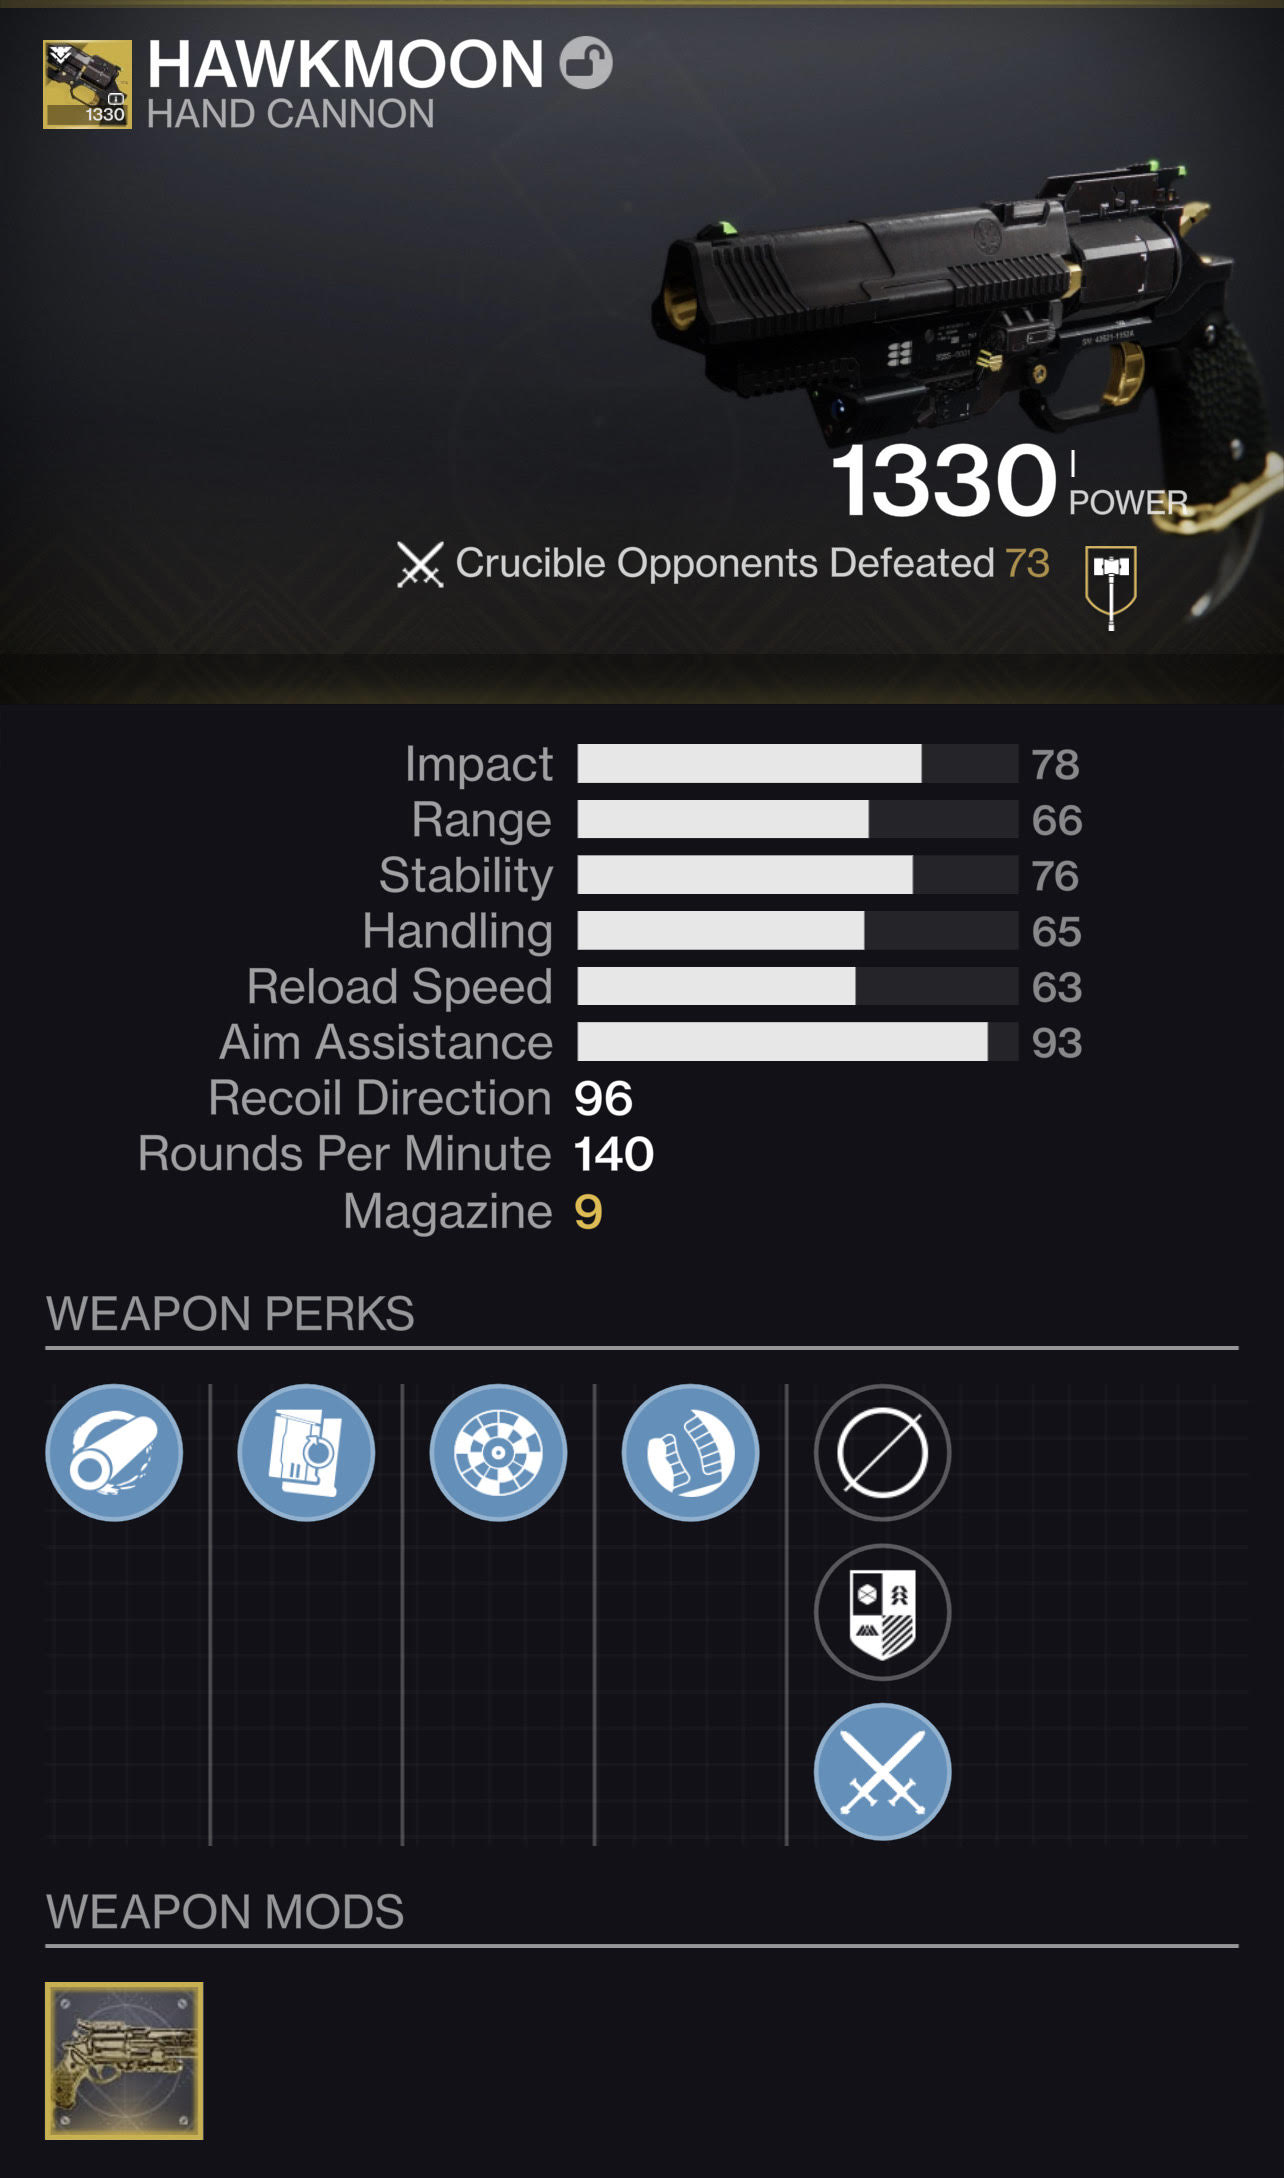 HAWKMOON
HAND CANNON
1330
1330 POWER
Crucible Opponents Defeated 73
Impact 78
Range 66
Stability 76
Handling 65
Reload Speed 63
Aim Assistance 93
Recoil Direction 96
Rounds Per Minute 140
Magazine 9
WEAPON PERKS
WEAPON MODS